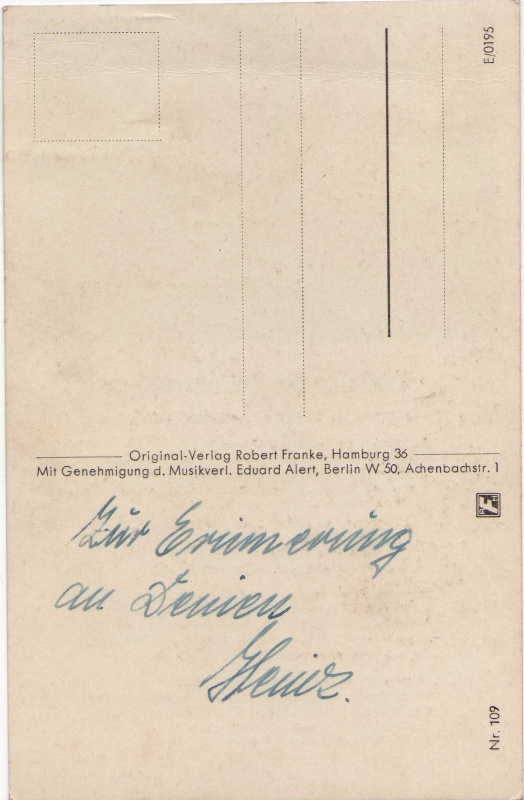 E/0195
Original-Verlag Robert Franke, Hamburg 36
Mit Genehmigung d. Musikverl. Eduard Alert, Berlin W 50, Achenbachstr. 1
Zur Erinnerung
an Deinen
Heinz.
Nr. 109